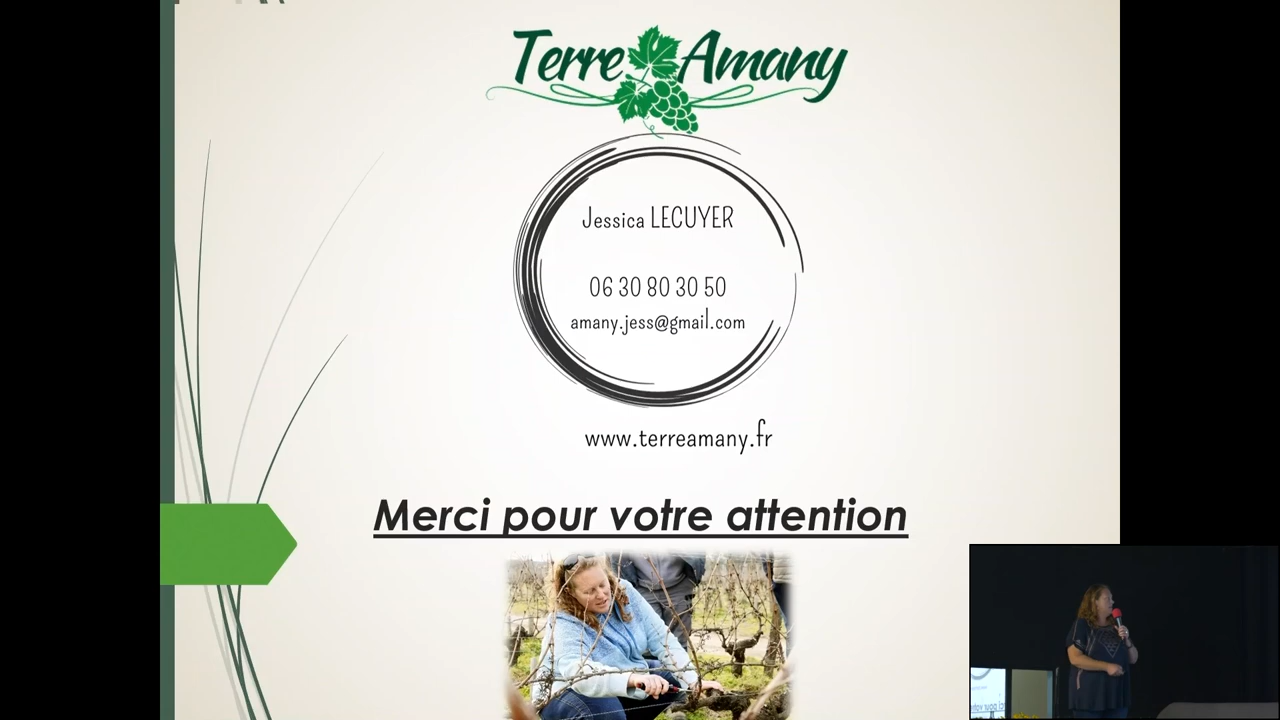 Terre Amany
Jessica LECUYER
06 30 80 30 50
amany.jess@gmail.com
www.terreamany.fr
Merci pour votre attention